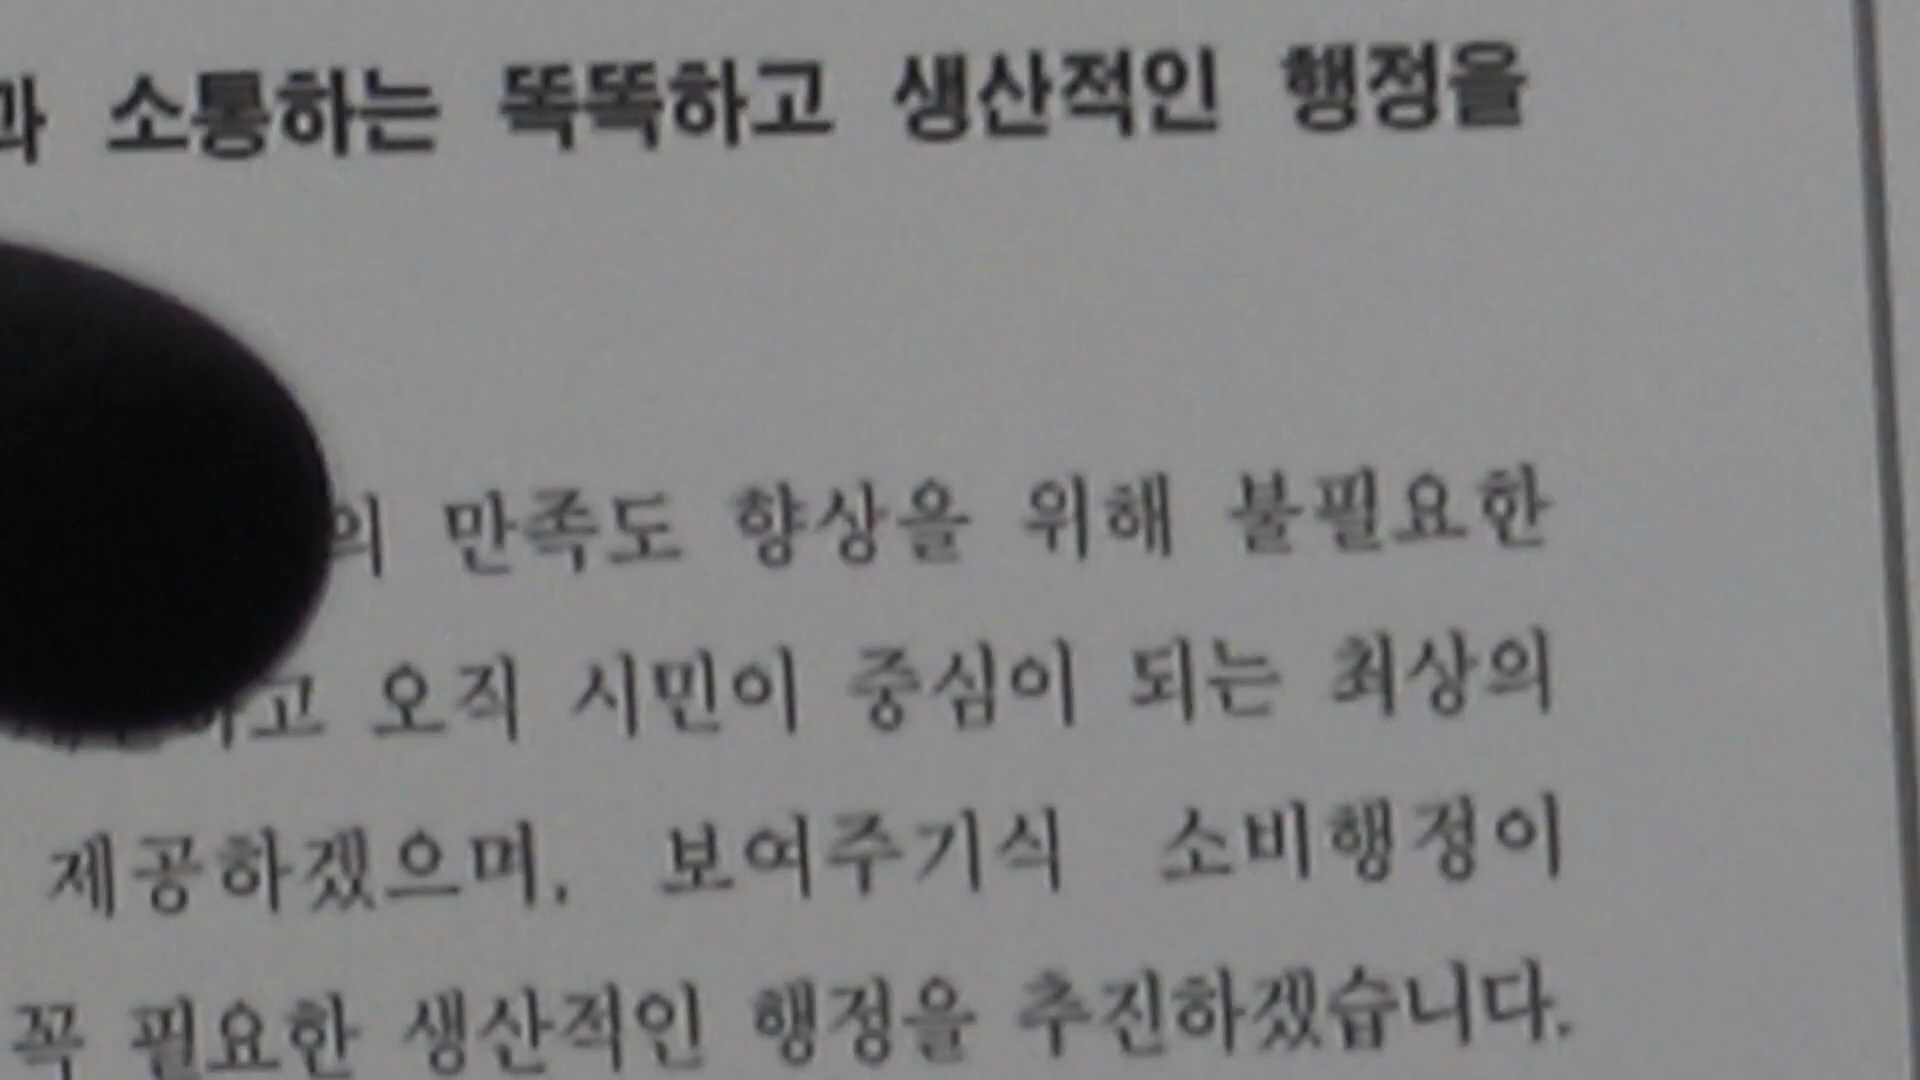 과 소통하는 똑똑하고 생산적인 행정을
의 만족도 향상을 위해 불필요한
고 오직 시민이 중심이 되는 최상의
제공하겠으며, 보여주기식 소비행정이
꼭 필요한 생산적인 행정을 추진하겠습니다.